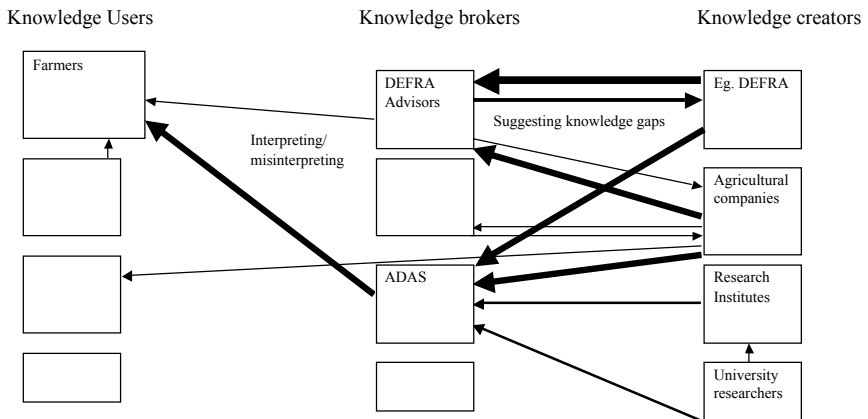 Knowledge Users
Knowledge brokers
Knowledge creators
Farmers
DEFRA
Advisors
Eg. DEFRA
Suggesting knowledge gaps
Interpreting/
misinterpreting
Agricultural
companies
ADAS
Research
Institutes
University
researchers